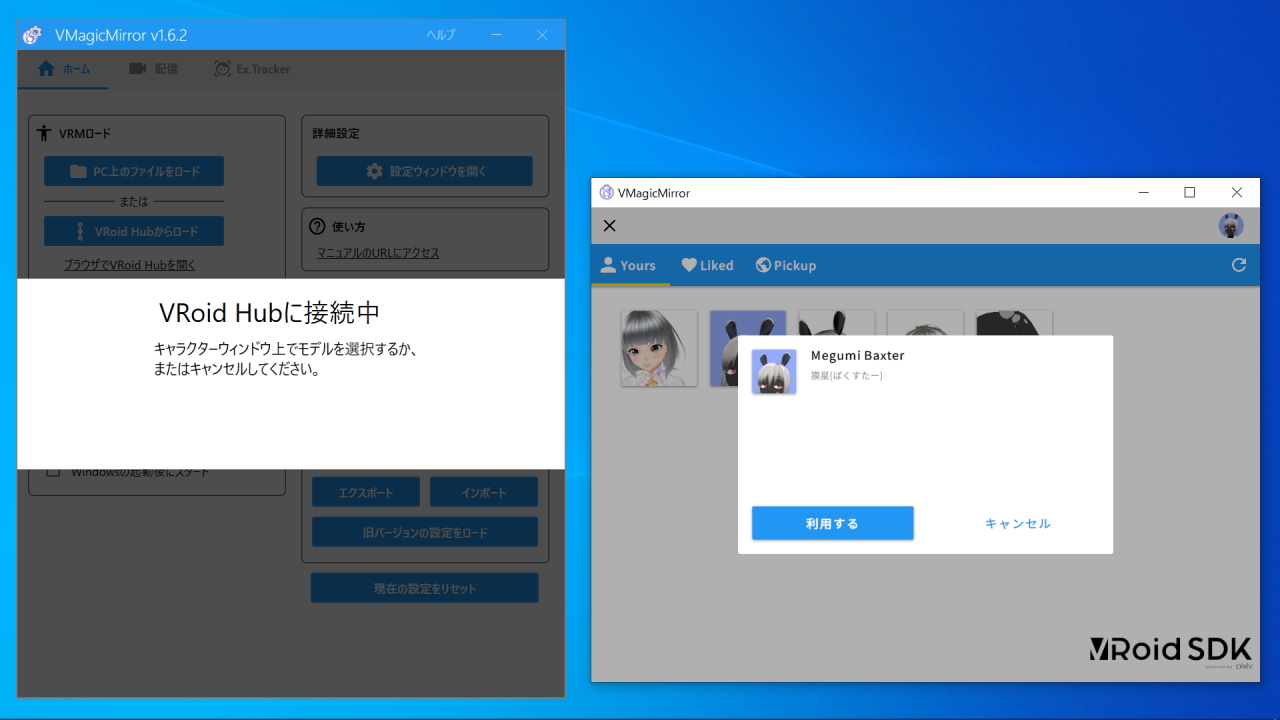 VMagicMirror v1.6.2
ヘルプ
ホーム
配信
Ex.Tracker
VRMロード
PC上のファイルをロード
または
VRoid Hubからロード
ブラウザでVRoid Hubを開く
詳細設定
設定ウィンドウを開く
使い方
マニュアルのURLにアクセス
VRoid Hubに接続中
キャラクターウィンドウ上でモデルを選択するか、
またはキャンセルしてください。
Windowsの起動後にスタート
エクスポート
インポート
旧バージョンの設定をロード
現在の設定をリセット
VMagicMirror
Yours
Liked
Pickup
Megumi Baxter
獏星(ばくすたー)
利用する
キャンセル
VRoid SDK
powered by pixiv